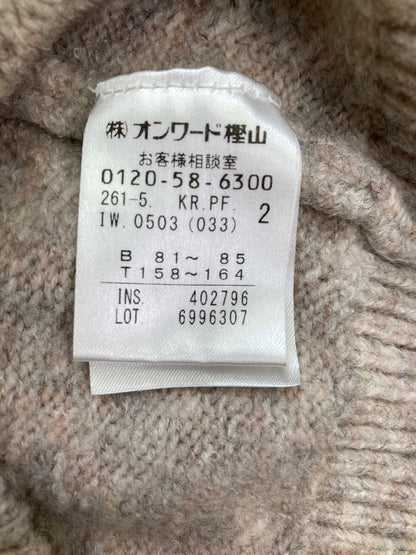 ㈱オンワード樫山
お客様相談室
0120-58-6300
261-5. KR.PF. 2
IW. 0503 (033)
B 81～ 85
T158～164
INS. 402796
LOT. 6996307